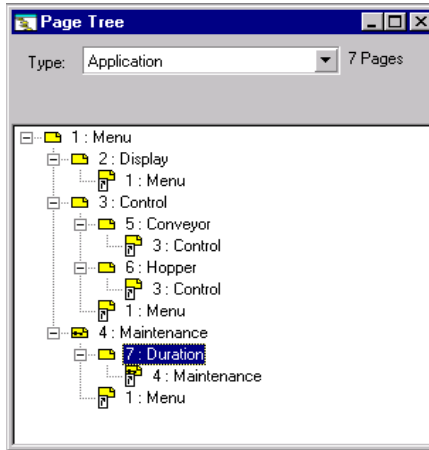 Page Tree
Type: Application 7 Pages
1 : Menu
2 : Display
1 : Menu
3 : Control
5 : Conveyor
3 : Control
6 : Hopper
3 : Control
1 : Menu
4 : Maintenance
7 : Duration
4 : Maintenance
1 : Menu